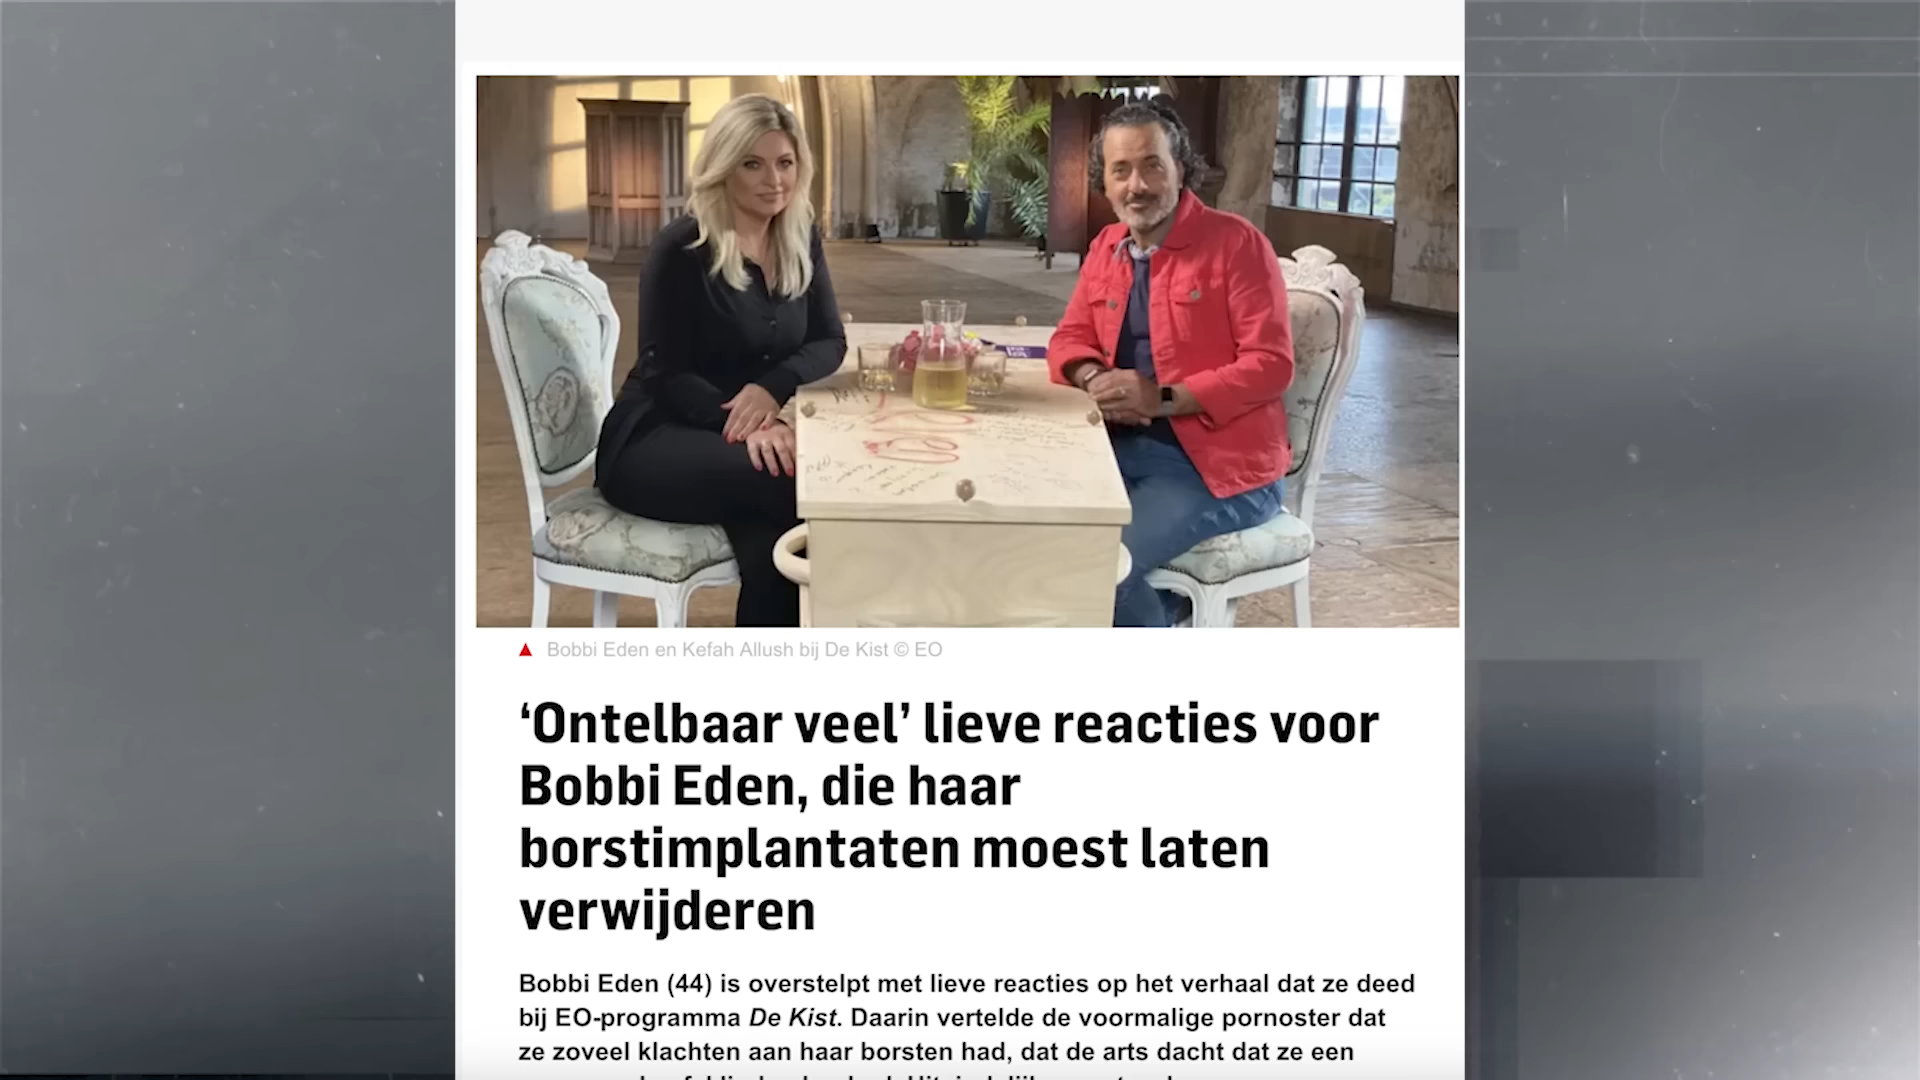 Bobbi Eden en Kefah Allush bij De Kist © EO
‘Ontelbaar veel’ lieve reacties voor
Bobbi Eden, die haar
borstimplantaten moest laten
verwijderen
Bobbi Eden (44) is overstelpt met lieve reacties op het verhaal dat ze deed
bij EO-programma De Kist. Daarin vertelde de voormalige pornoster dat
ze zoveel klachten aan haar borsten had, dat de arts dacht dat ze een